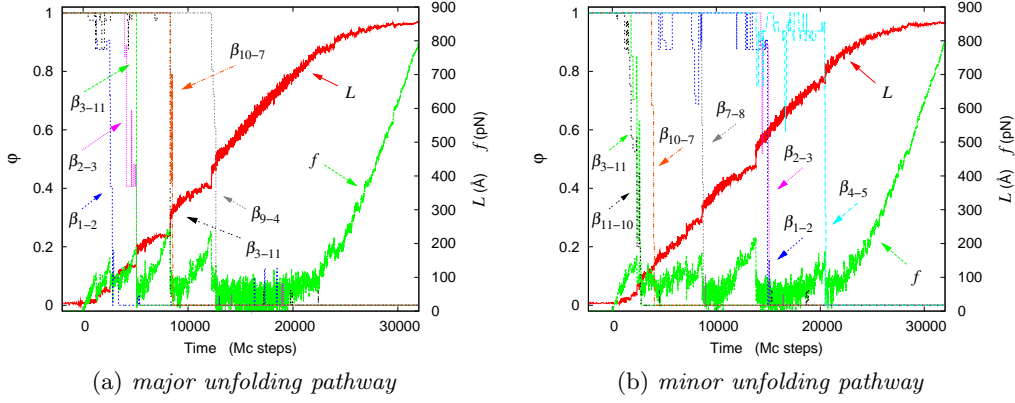 φ
1
0.8
0.6
0.4
0.2
0
0
10000
20000
30000
Time (Mc steps)
900
800
700
600
500
400
300
200
100
0
L (Å) f (pN)
β10−7
β3−11
L
β2−3
f
β1−2
β9−4
β3−11
(a) major unfolding pathway
φ
1
0.8
0.6
0.4
0.2
0
0
10000
20000
30000
Time (Mc steps)
900
800
700
600
500
400
300
200
100
0
L (Å) f (pN)
L
β7−8
β10−7
β3−11
β2−3
β4−5
β11−10
β1−2
f
(b) minor unfolding pathway